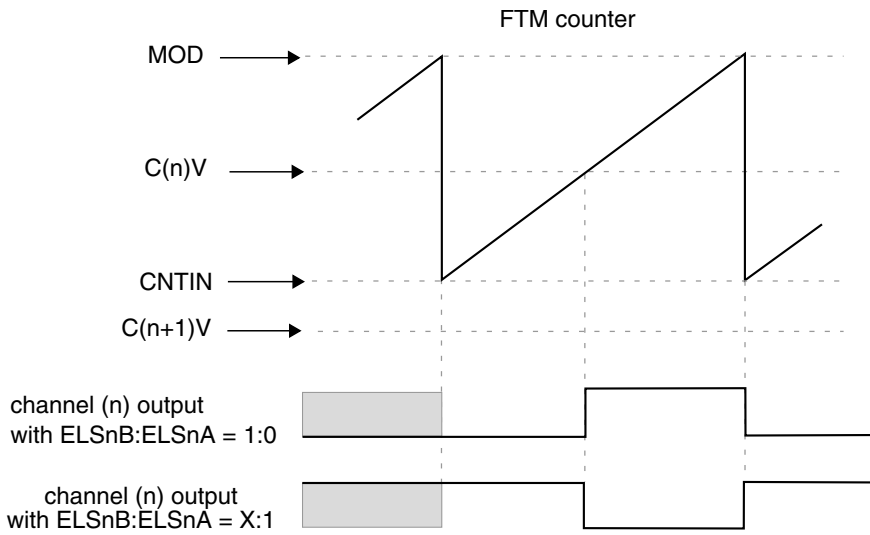 FTM counter
MOD
C(n)V
CNTIN
C(n+1)V
channel (n) output
with ELSnB:ELSnA = 1:0
channel (n) output
with ELSnB:ELSnA = X:1